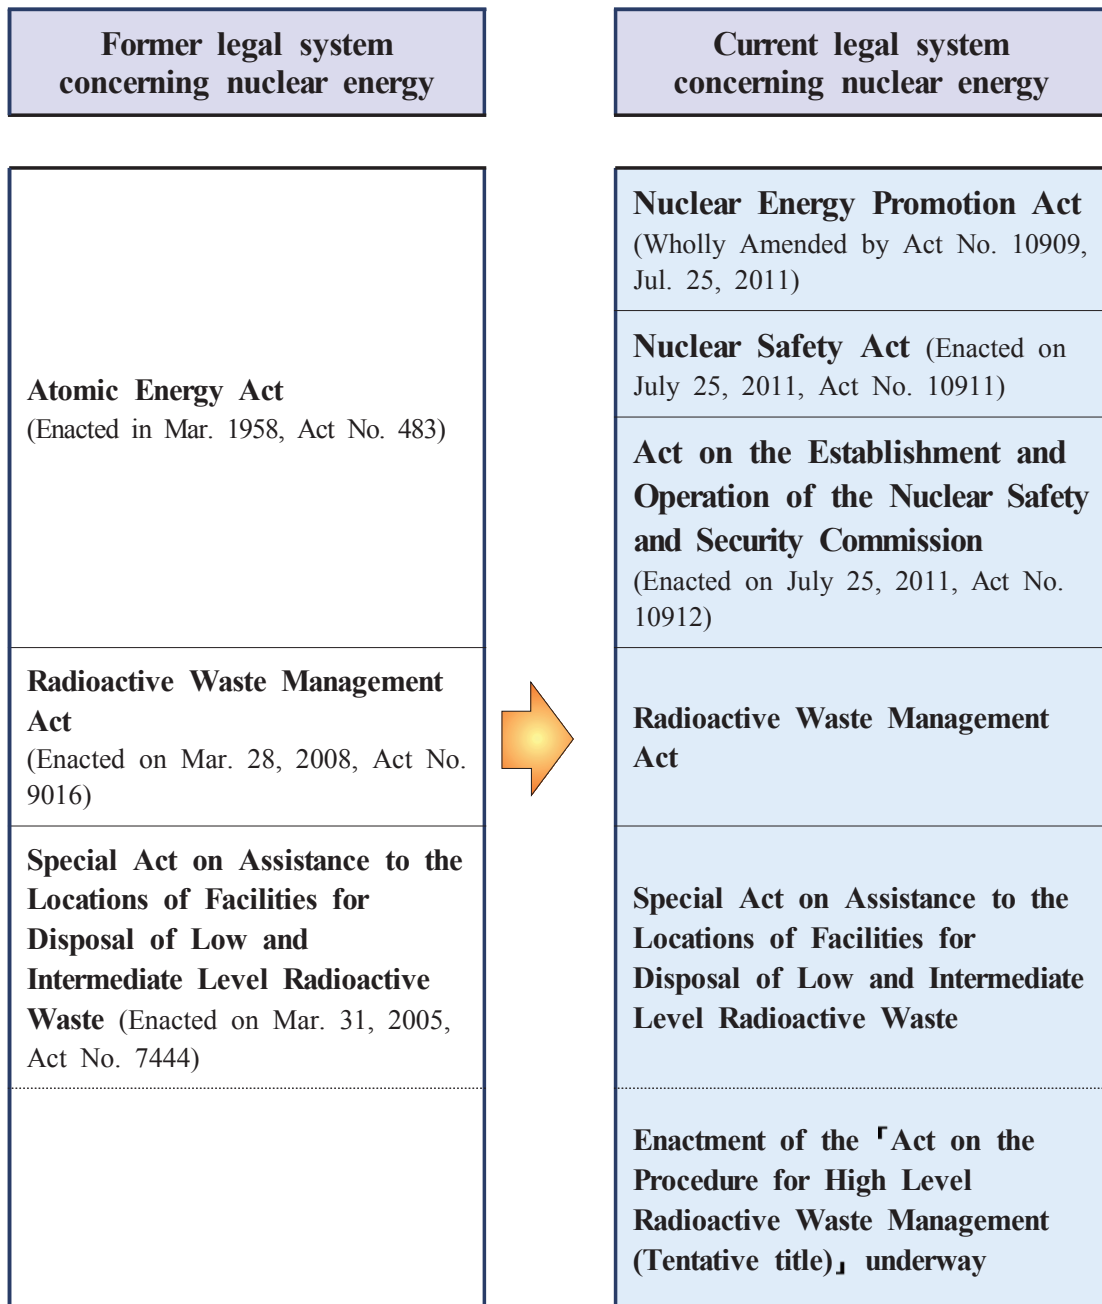 Former legal system
concerning nuclear energy
Current legal system
concerning nuclear energy
Atomic Energy Act
(Enacted in Mar. 1958, Act No. 483)
Radioactive Waste Management
Act
(Enacted on Mar. 28, 2008, Act No.
9016)
Special Act on Assistance to the
Locations of Facilities for
Disposal of Low and
Intermediate Level Radioactive
Waste (Enacted on Mar. 31, 2005,
Act No. 7444)
Nuclear Energy Promotion Act
(Wholly Amended by Act No. 10909,
Jul. 25, 2011)
Nuclear Safety Act (Enacted on
July 25, 2011, Act No. 10911)
Act on the Establishment and
Operation of the Nuclear Safety
and Security Commission
(Enacted on July 25, 2011, Act No.
10912)
Radioactive Waste Management
Act
Special Act on Assistance to the
Locations of Facilities for
Disposal of Low and Intermediate
Level Radioactive Waste
Enactment of the「Act on the
Procedure for High Level
Radioactive Waste Management
(Tentative title)」underway